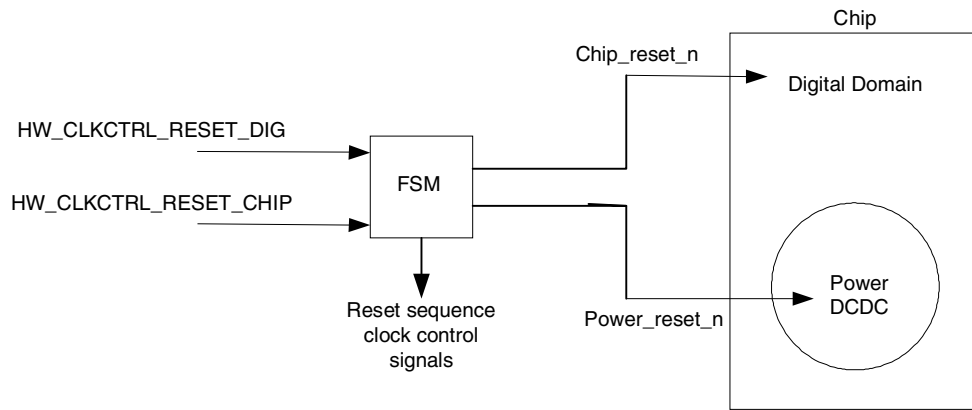 Chip
Chip_reset_n
Digital Domain
HW_CLKCTRL_RESET_DIG
FSM
HW_CLKCTRL_RESET_CHIP
Power
DCDC
Reset sequence
clock control
signals
Power_reset_n